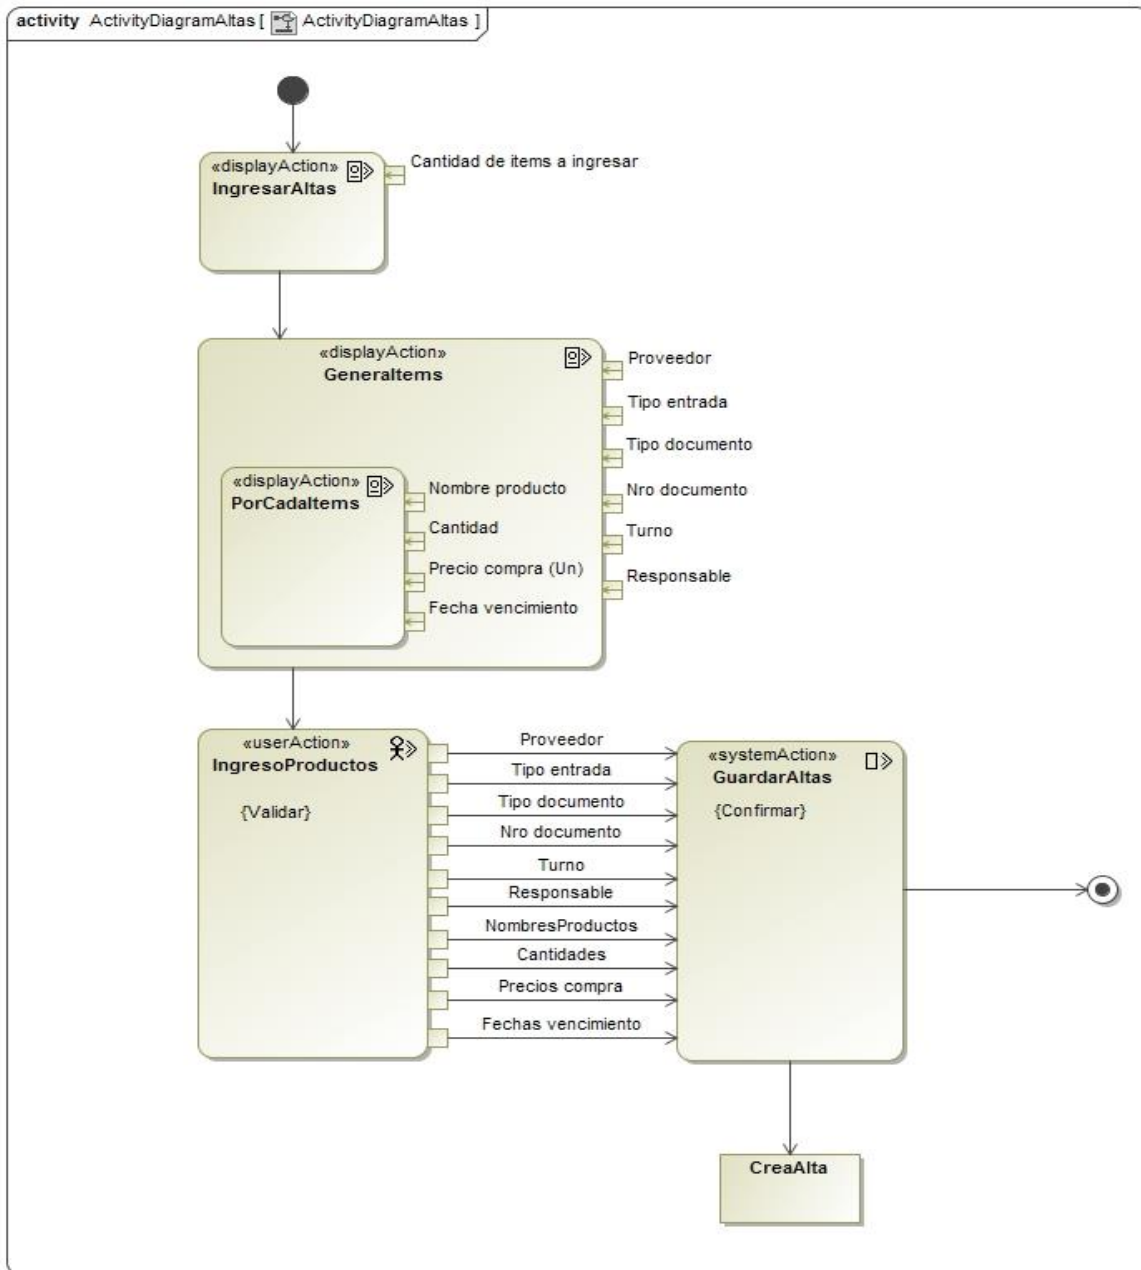 activity ActivityDiagramAltas [ ActivityDiagramAltas ]
«displayAction»
IngresarAltas
Cantidad de items a ingresar
«displayAction»
GeneraItems
Proveedor
Tipo entrada
Tipo documento
Nro documento
Turno
Responsable
«displayAction»
PorCadaItems
Nombre producto
Cantidad
Precio compra (Un)
Fecha vencimiento
«userAction»
IngresoProductos
{Validar}
Proveedor
Tipo entrada
Tipo documento
Nro documento
Turno
Responsable
NombresProductos
Cantidades
Precios compra
Fechas vencimiento
«systemAction»
GuardarAltas
{Confirmar}
CreaAlta